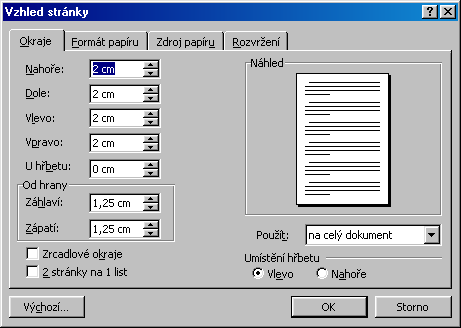 Vzhled stránky
Okraje Formát papíru Zdroj papíru Rozvržení
Nahoře: 2 cm
Dole: 2 cm
Vlevo: 2 cm
Vpravo: 2 cm
U hřbetu: 0 cm
Od hrany
Záhlaví: 1,25 cm
Zápatí: 1,25 cm
Zrcadlové okraje
2 stránky na 1 list
Náhled
Použít: na celý dokument
Umístění hřbetu
Vlevo Nahoře
Výchozí... OK Storno